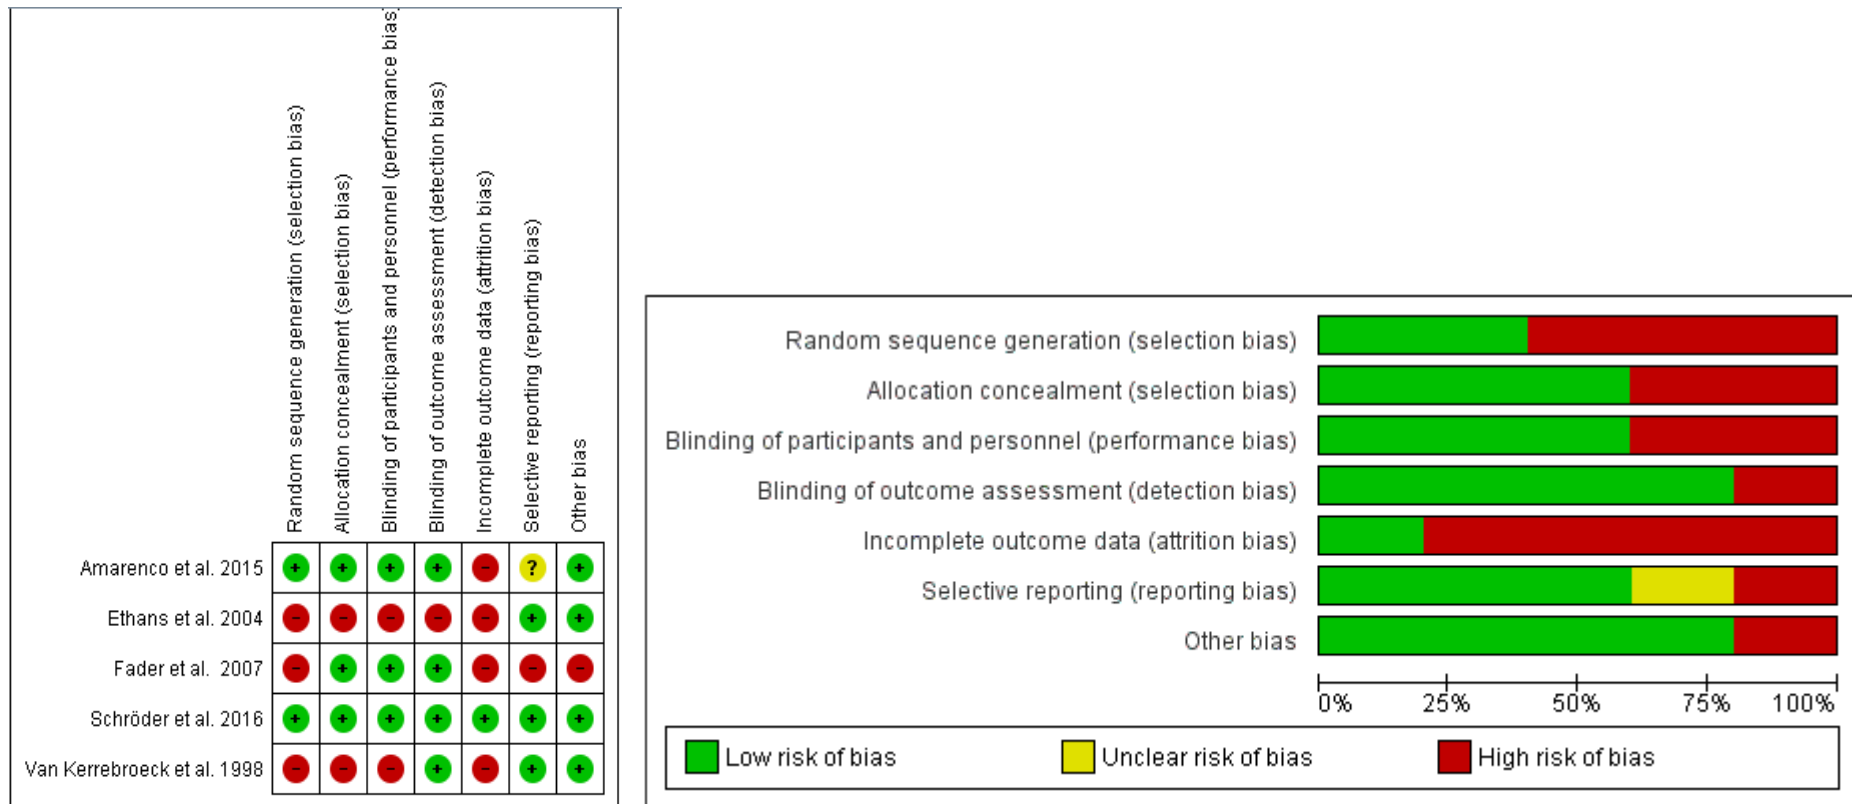 Random sequence generation (selection bias)
Allocation concealment (selection bias)
Blinding of participants and personnel (performance bias)
Blinding of outcome assessment (detection bias)
Incomplete outcome data (attrition bias)
Selective reporting (reporting bias)
Other bias
Amarenco et al. 2015 + + + + - ? +
Ethans et al. 2004 - - - - - + +
Fader et al. 2007 - + + + - - -
Schröder et al. 2016 + + + + + + +
Van Kerrebroeck et al. 1998 - - - + - + +
Random sequence generation (selection bias)
Allocation concealment (selection bias)
Blinding of participants and personnel (performance bias)
Blinding of outcome assessment (detection bias)
Incomplete outcome data (attrition bias)
Selective reporting (reporting bias)
Other bias
0% 25% 50% 75% 100%
Low risk of bias Unclear risk of bias High risk of bias